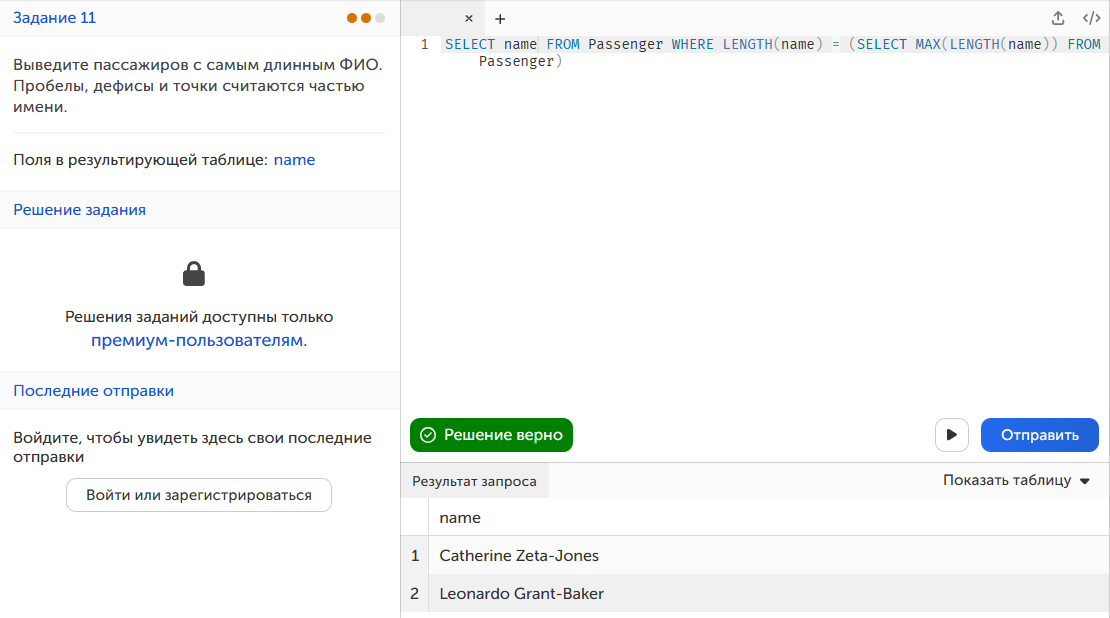 Задание 11
Выведите пассажиров с самым длинным ФИО.
Пробелы, дефисы и точки считаются частью
имени.
Поля в результирующей таблице: name
Решение задания
Решения заданий доступны только
премиум-пользователям.
Последние отправки
Войдите, чтобы увидеть здесь свои последние
отправки
Войти или зарегистрироваться
× +
</>
1 SELECT name FROM Passenger WHERE LENGTH(name) = (SELECT MAX(LENGTH(name)) FROM
Passenger)
Решение верно
Отправить
Результат запроса
Показать таблицу
name
1 Catherine Zeta-Jones
2 Leonardo Grant-Baker